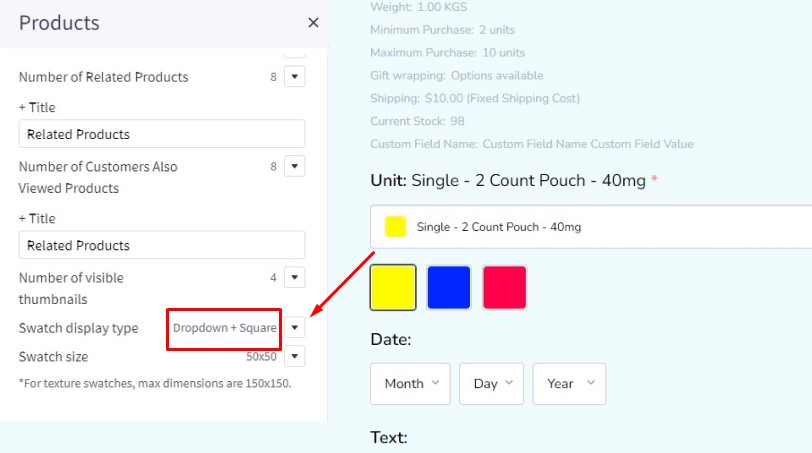 Products
Number of Related Products 8
+ Title
Related Products
Number of Customers Also
Viewed Products 8
+ Title
Related Products
Number of visible
thumbnails 4
Swatch display type Dropdown + Square
Swatch size 50x50
*For texture swatches, max dimensions are 150x150.
Weight: 1.00 KGS
Minimum Purchase: 2 units
Maximum Purchase: 10 units
Gift wrapping: Options available
Shipping: $10.00 (Fixed Shipping Cost)
Current Stock: 98
Custom Field Name: Custom Field Name Custom Field Value
Unit: Single - 2 Count Pouch - 40mg *
Single - 2 Count Pouch - 40mg
Date:
Month Day Year
Text: